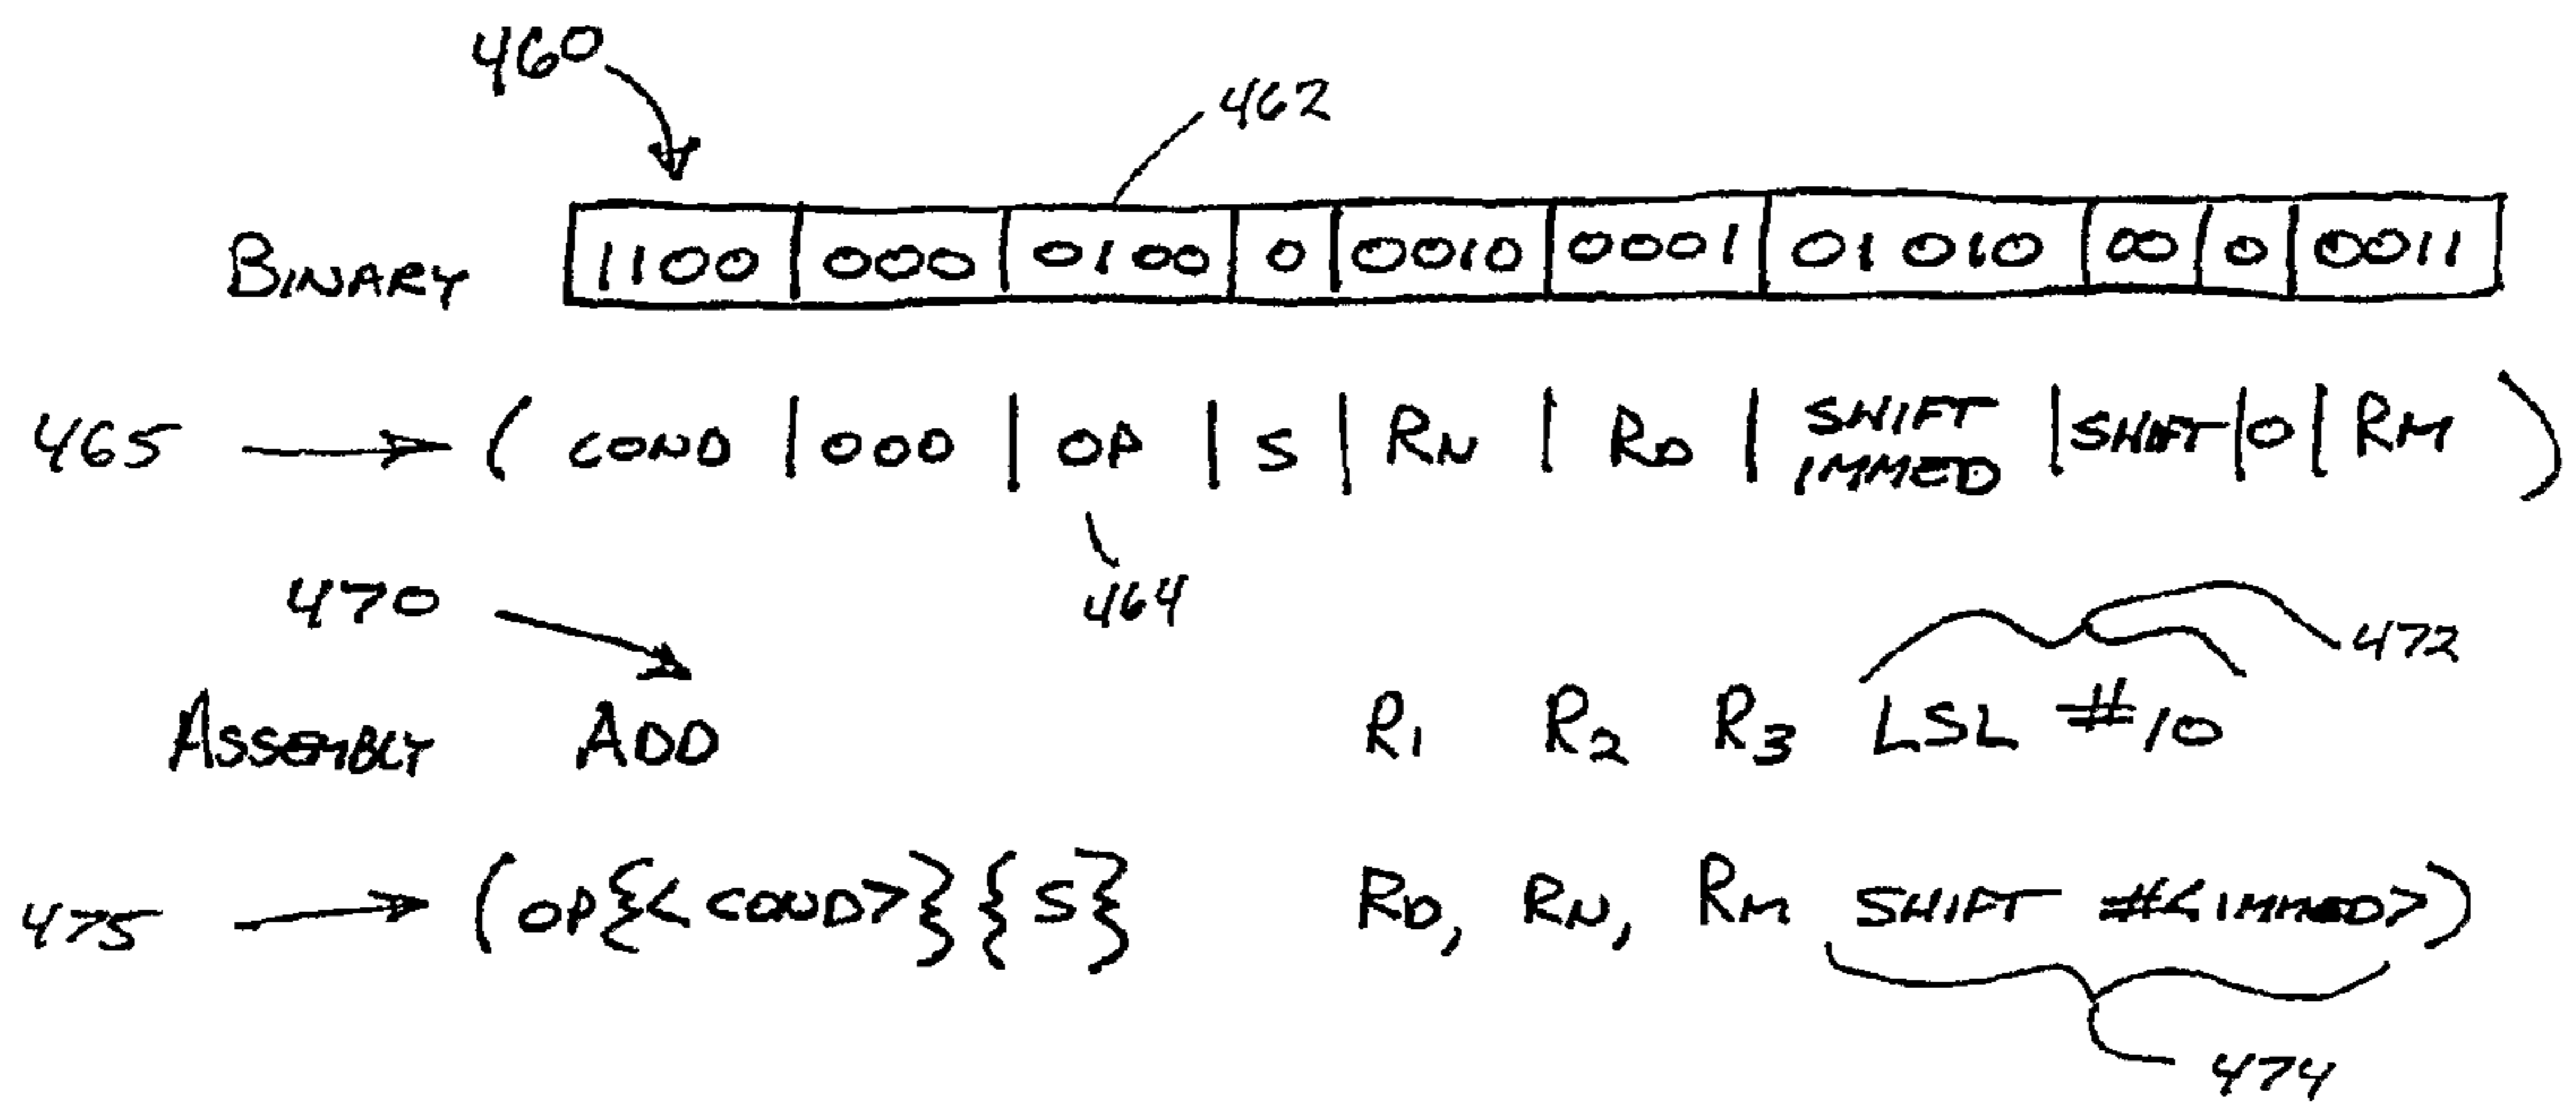 460
462
BINARY 1100 | 000 | 0100 | 0 | 0010 | 0001 | 01010 | 00 | 0 | 0011
465 (COND | 000 | OP | S | RN | RD | SHIFT IMMED | SHIFT | 0 | RM)
464
470
472
ASSEMBLY ADD R1 R2 R3 LSL #10
475 (OP{<COND>}{S} RD, RN, RM SHIFT #<IMMED>)
474